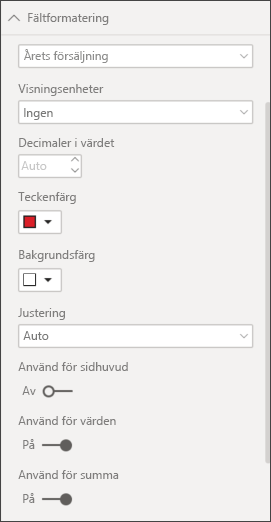 Fältformatering
Årets försäljning
Visningsenheter
Ingen
Decimaler i värdet
Auto
Teckenfärg
Bakgrundsfärg
Justering
Auto
Använd för sidhuvud
Av
Använd för värden
På
Använd för summa
På